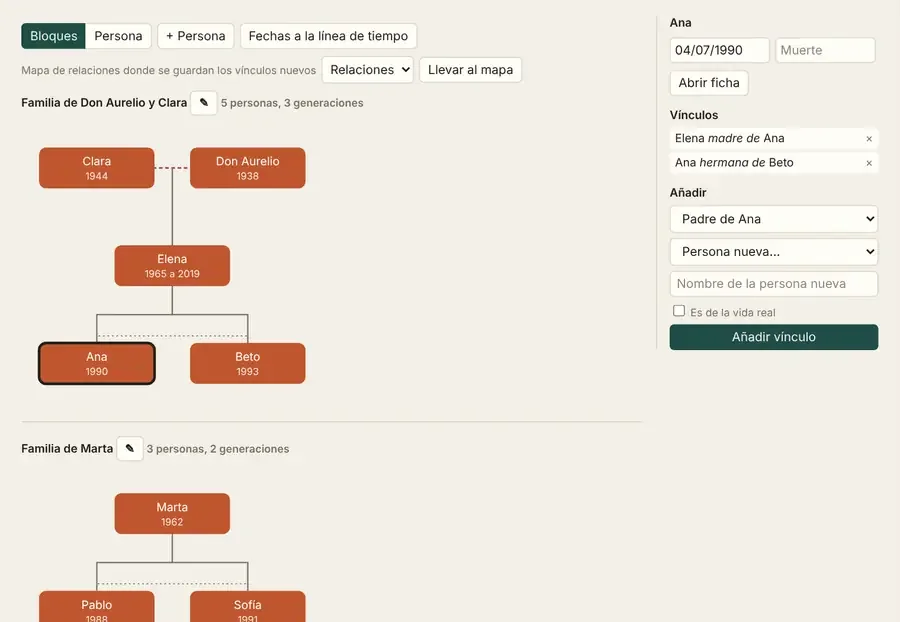 Bloques Persona + Persona Fechas a la línea de tiempo
Mapa de relaciones donde se guardan los vínculos nuevos Relaciones Llevar al mapa
Familia de Don Aurelio y Clara ✎ 5 personas, 3 generaciones
Clara
1944
Don Aurelio
1938
Elena
1965 a 2019
Ana
1990
Beto
1993
Familia de Marta ✎ 3 personas, 2 generaciones
Marta
1962
Pablo
1988
Sofía
1991
Ana
04/07/1990 Muerte
Abrir ficha
Vínculos
Elena madre de Ana ×
Ana hermana de Beto ×
Añadir
Padre de Ana
Persona nueva...
Nombre de la persona nueva
Es de la vida real
Añadir vínculo